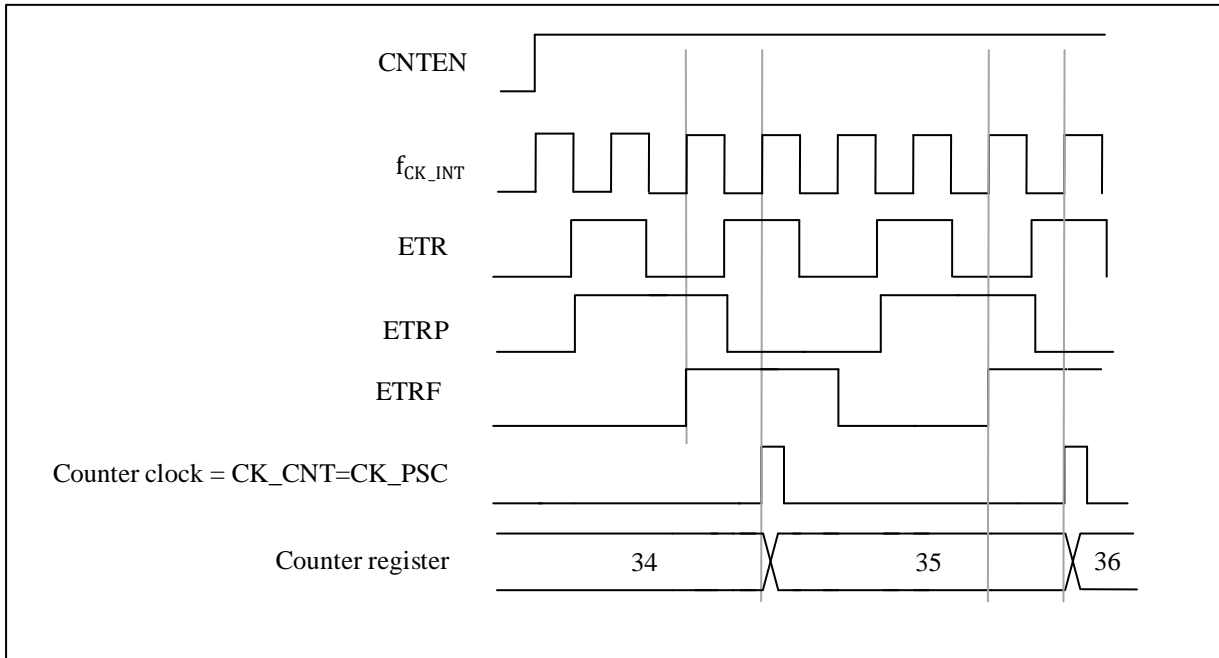 CNTEN
fCK_INT
ETR
ETRP
ETRF
Counter clock = CK_CNT=CK_PSC
Counter register
34
35
36